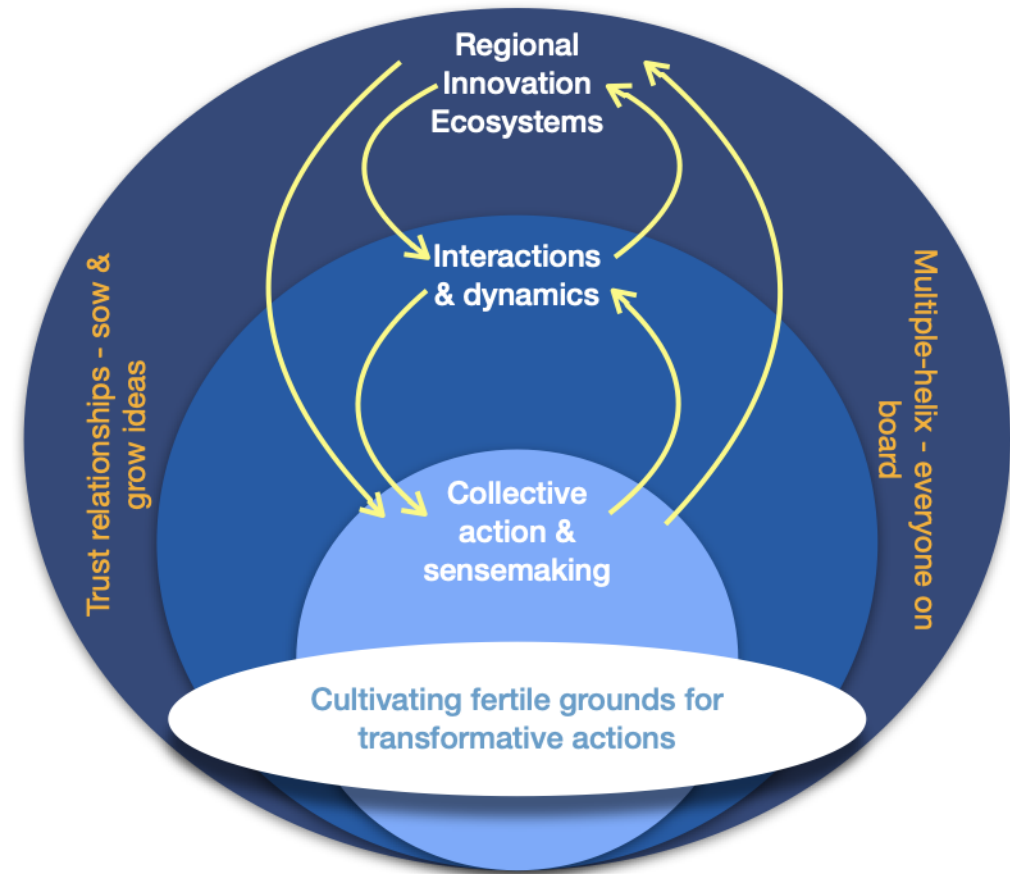 Regional
Innovation
Ecosystems
Interactions
& dynamics
Trust relationships - sow &
grow ideas
Multiple-helix - everyone on
board
Collective
action &
sensemaking
Cultivating fertile grounds for
transformative actions